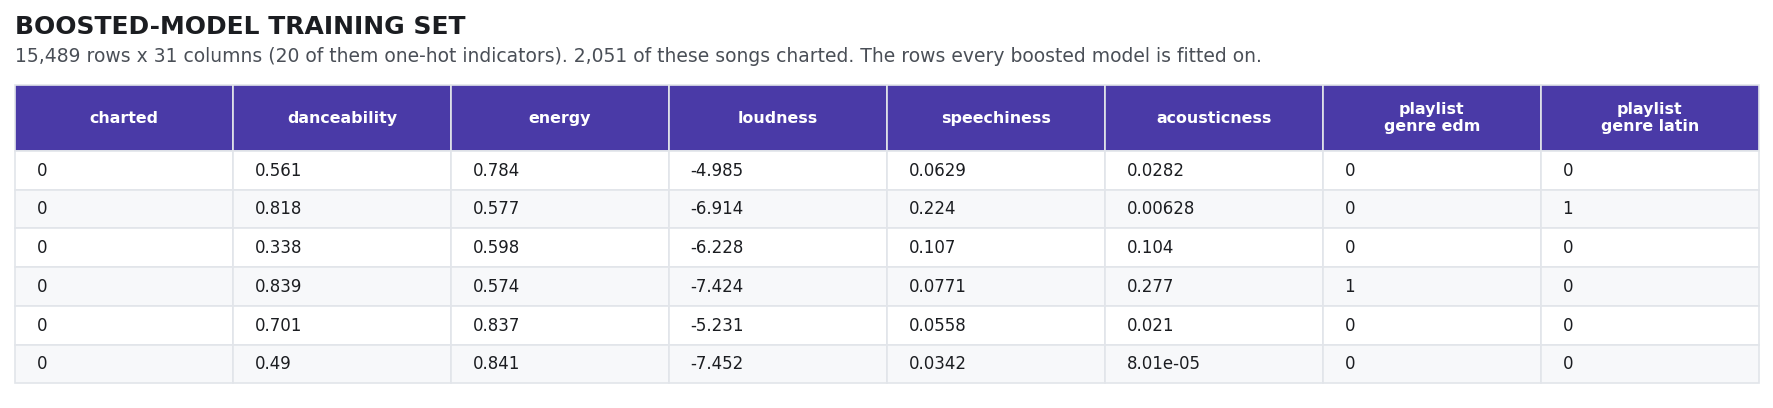 BOOSTED-MODEL TRAINING SET
15,489 rows x 31 columns (20 of them one-hot indicators). 2,051 of these songs charted. The rows every boosted model is fitted on.
charted danceability energy loudness speechiness acousticness playlist genre edm playlist genre latin
0 0.561 0.784 -4.985 0.0629 0.0282 0 0
0 0.818 0.577 -6.914 0.224 0.00628 0 1
0 0.338 0.598 -6.228 0.107 0.104 0 0
0 0.839 0.574 -7.424 0.0771 0.277 1 0
0 0.701 0.837 -5.231 0.0558 0.021 0 0
0 0.49 0.841 -7.452 0.0342 8.01e-05 0 0